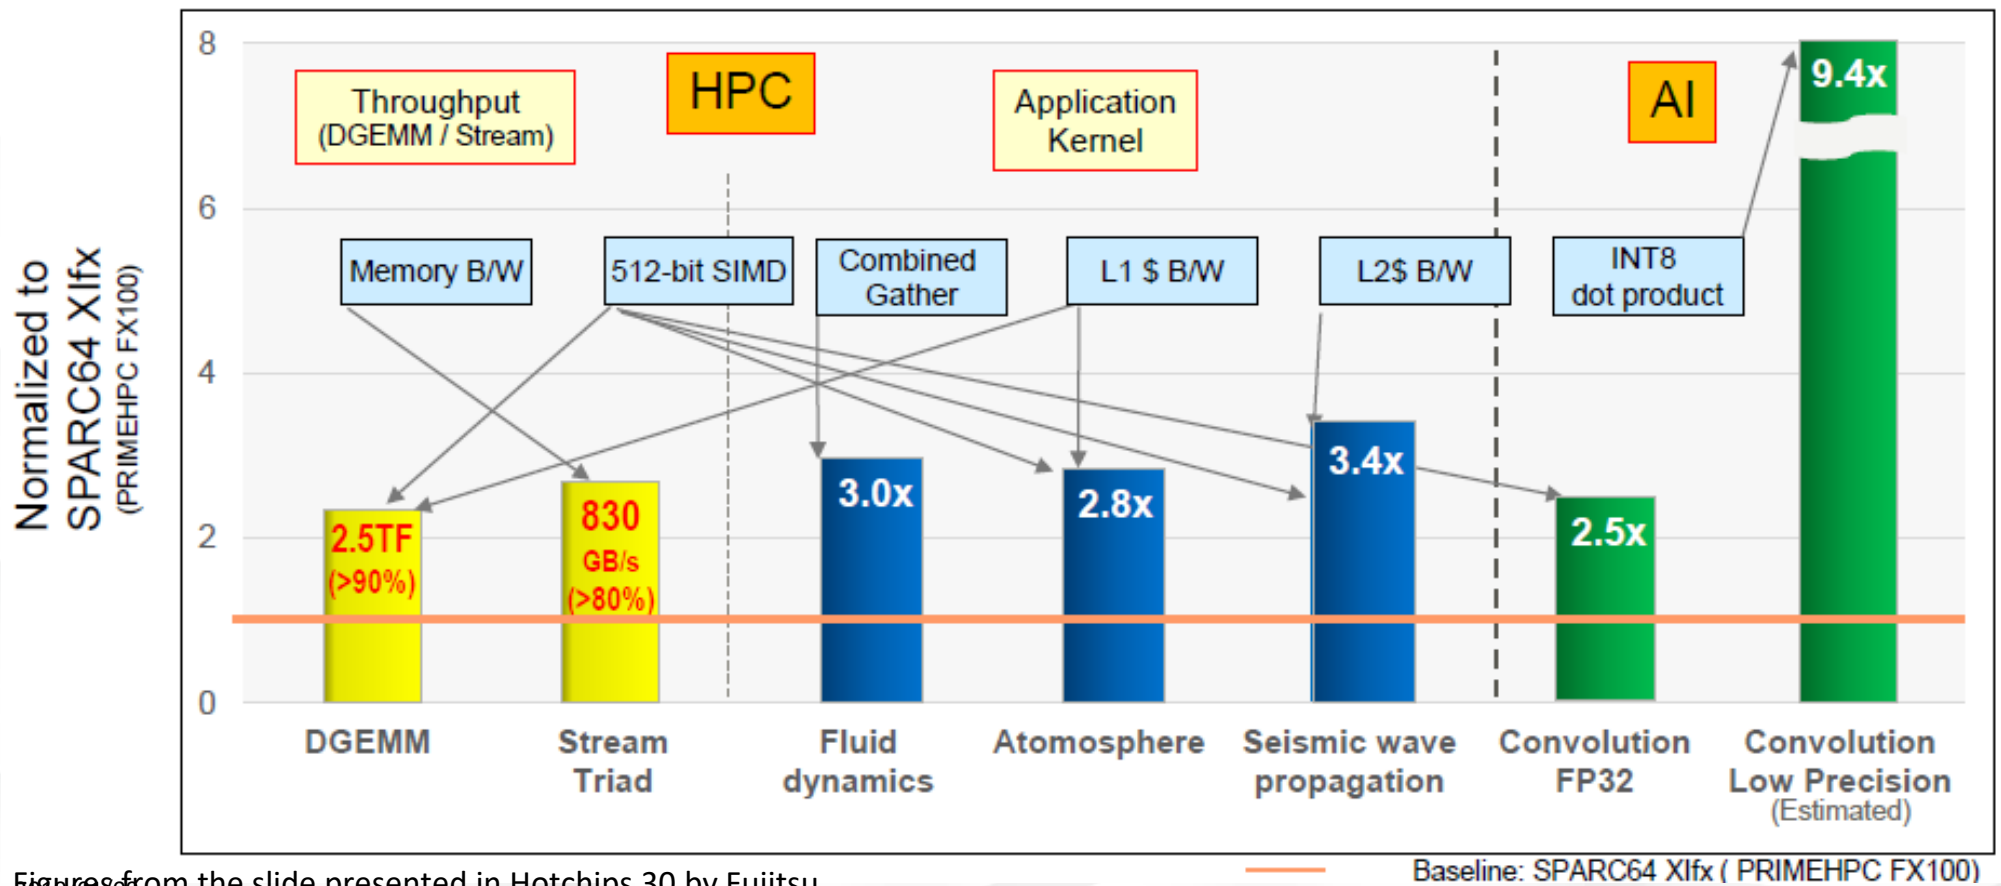 8
6
4
2
0
Normalized to
SPARC64 XIfx
(PRIMEHPC FX100)
Throughput
(DGEMM / Stream)
HPC
Application
Kernel
AI
9.4x
Memory B/W
512-bit SIMD
Combined
Gather
L1 $ B/W
L2$ B/W
INT8
dot product
2.5TF
(>90%)
830
GB/s
(>80%)
3.0x
2.8x
3.4x
2.5x
DGEMM
Stream
Triad
Fluid
dynamics
Atomosphere
Seismic wave
propagation
Convolution
FP32
Convolution
Low Precision
(Estimated)
Figures from the slide presented in Hotchips 30 by Fujitsu
Baseline: SPARC64 XIfx ( PRIMEHPC FX100)